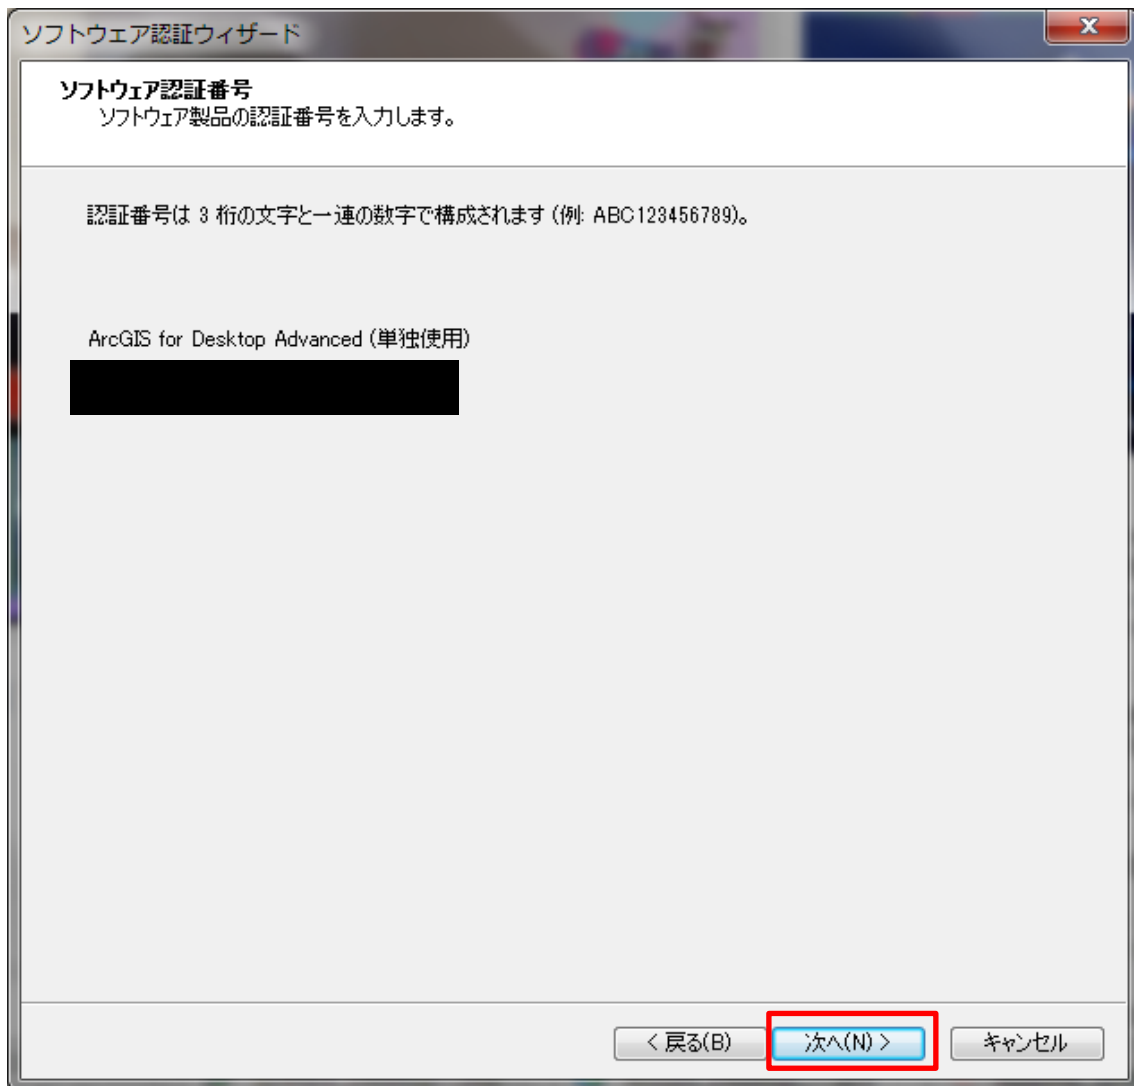 ソフトウェア認証ウィザード
ソフトウェア認証番号
ソフトウェア製品の認証番号を入力します。
認証番号は 3 桁の文字と一連の数字で構成されます (例: ABC123456789)。
ArcGIS for Desktop Advanced (単独使用)
< 戻る(B)
次へ(N) >
キャンセル